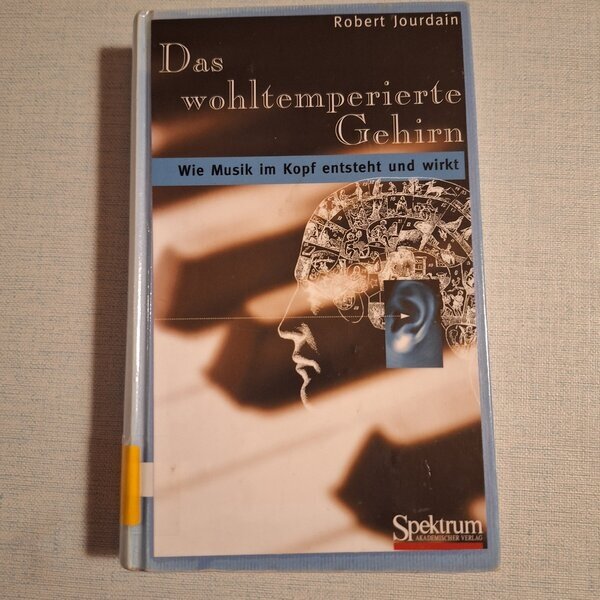 Robert Jourdain
Das
wohltemperierte
Gehirn
Wie Musik im Kopf entsteht und wirkt
Spektrum
AKADEMISCHER VERLAG